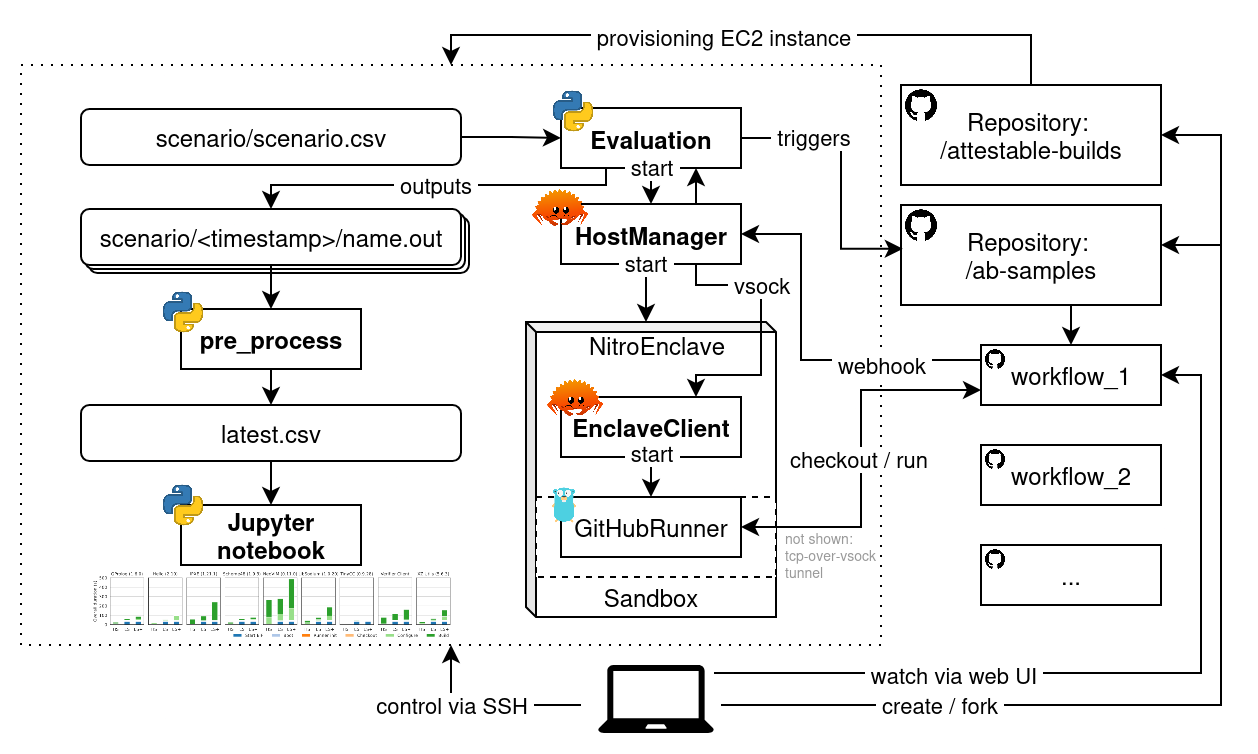 provisioning EC2 instance
scenario/scenario.csv
Evaluation
start
triggers
Repository:
/attestable-builds
outputs
scenario/<timestamp>/name.out
HostManager
start
vsock
Repository:
/ab-samples
pre_process
NitroEnclave
webhook
workflow_1
latest.csv
EnclaveClient
start
checkout / run
workflow_2
Jupyter
notebook
GitHubRunner
not shown:
tcp-over-vsock
tunnel
...
Sandbox
watch via web UI
control via SSH
create / fork